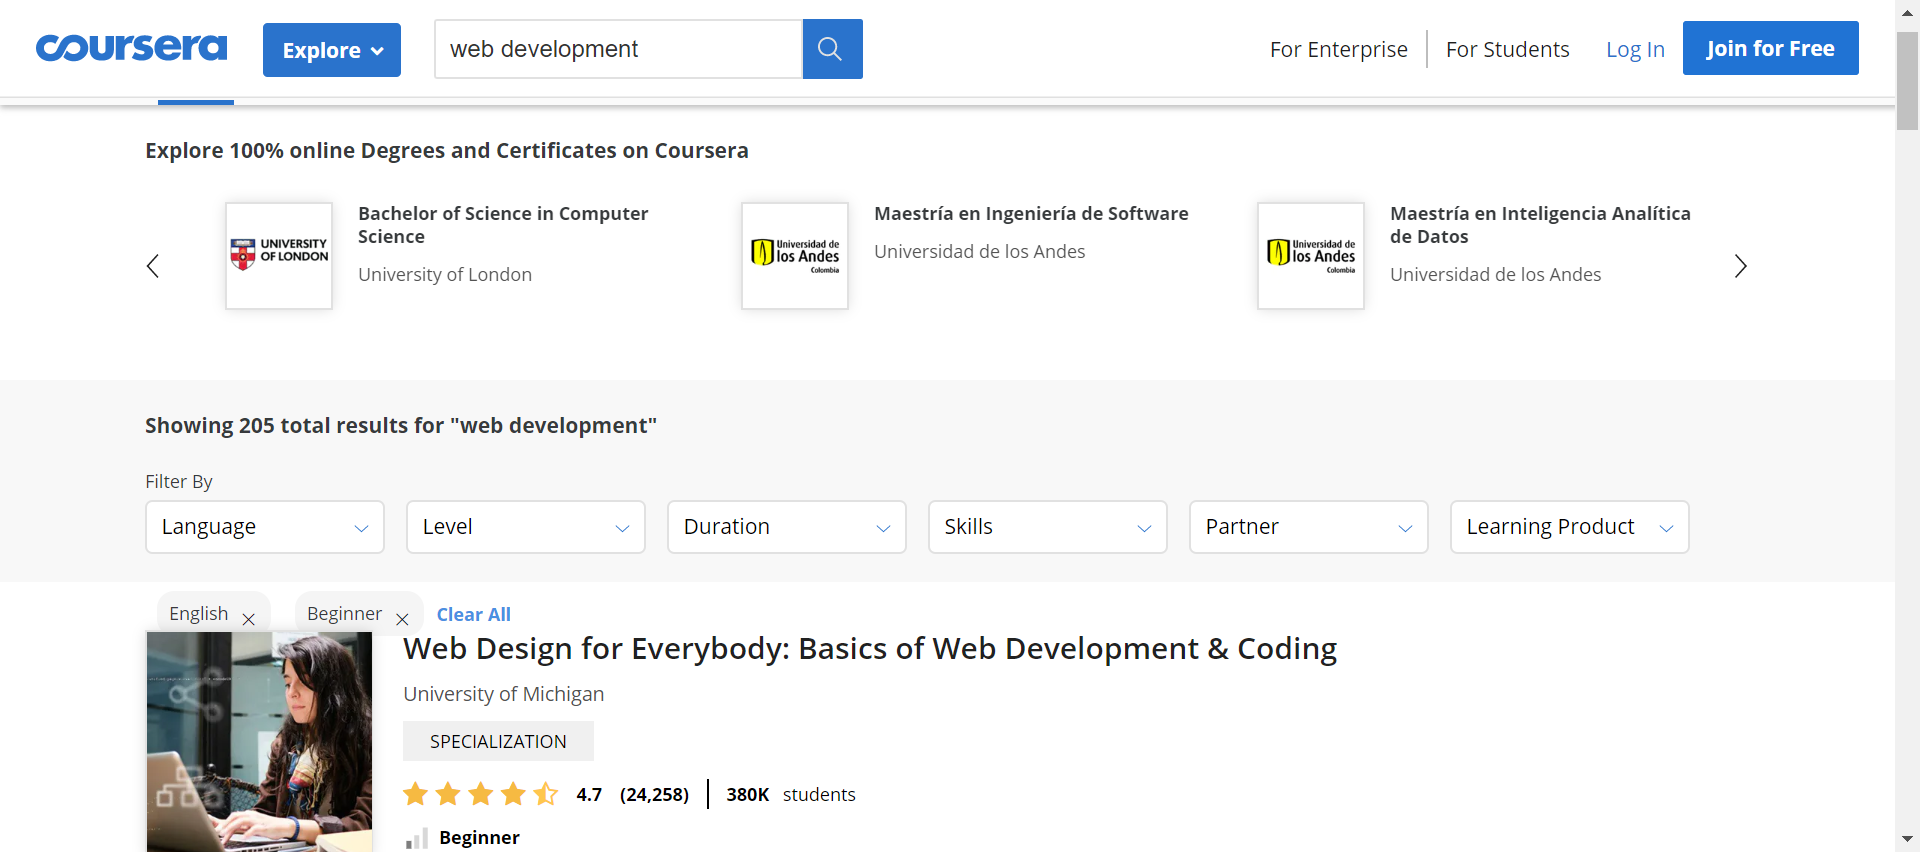 coursera
Explore
web development
For Enterprise
For Students
Log In
Join for Free
Explore 100% online Degrees and Certificates on Coursera
UNIVERSITY
OF LONDON
Bachelor of Science in Computer
Science
University of London
Universidad de
los Andes
Colombia
Maestría en Ingeniería de Software
Universidad de los Andes
Universidad de
los Andes
Colombia
Maestría en Inteligencia Analítica
de Datos
Universidad de los Andes
Showing 205 total results for "web development"
Filter By
Language
Level
Duration
Skills
Partner
Learning Product
English
Beginner
Clear All
Web Design for Everybody: Basics of Web Development & Coding
University of Michigan
SPECIALIZATION
4.7 (24,258) 380K students
Beginner